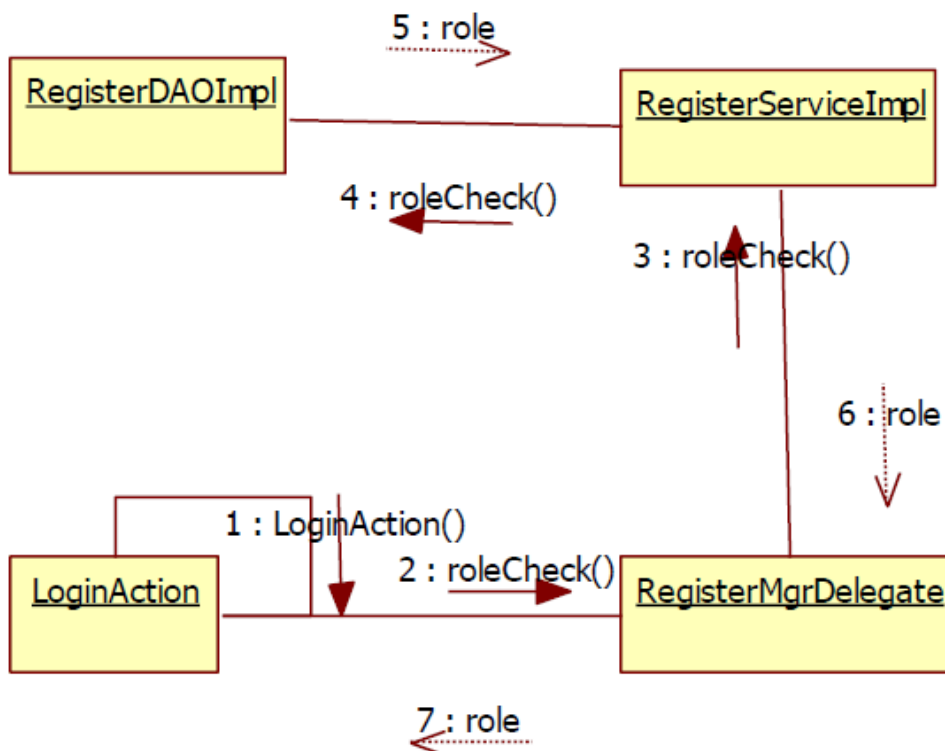 5 : role
RegisterDAOImpl
RegisterServiceImpl
4 : roleCheck()
3 : roleCheck()
6 : role
1 : LoginAction()
2 : roleCheck()
LoginAction
RegisterMgrDelegate
7 : role